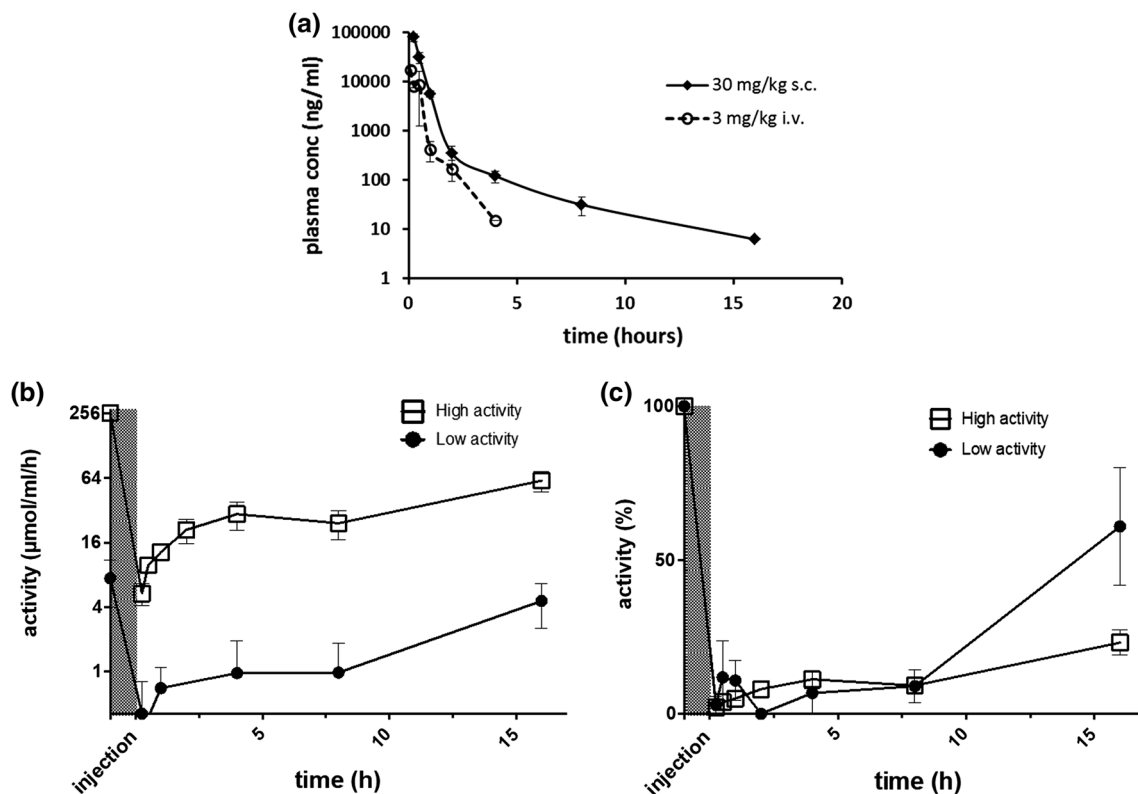 (a)
plasma conc (ng/ml)
100000
10000
1000
100
10
1
0
5
10
15
20
time (hours)
30 mg/kg s.c.
3 mg/kg i.v.
(b)
activity (µmol/ml/h)
256
64
16
4
1
injection
5
10
15
time (h)
High activity
Low activity
(c)
activity (%)
100
50
0
injection
5
10
15
time (h)
High activity
Low activity